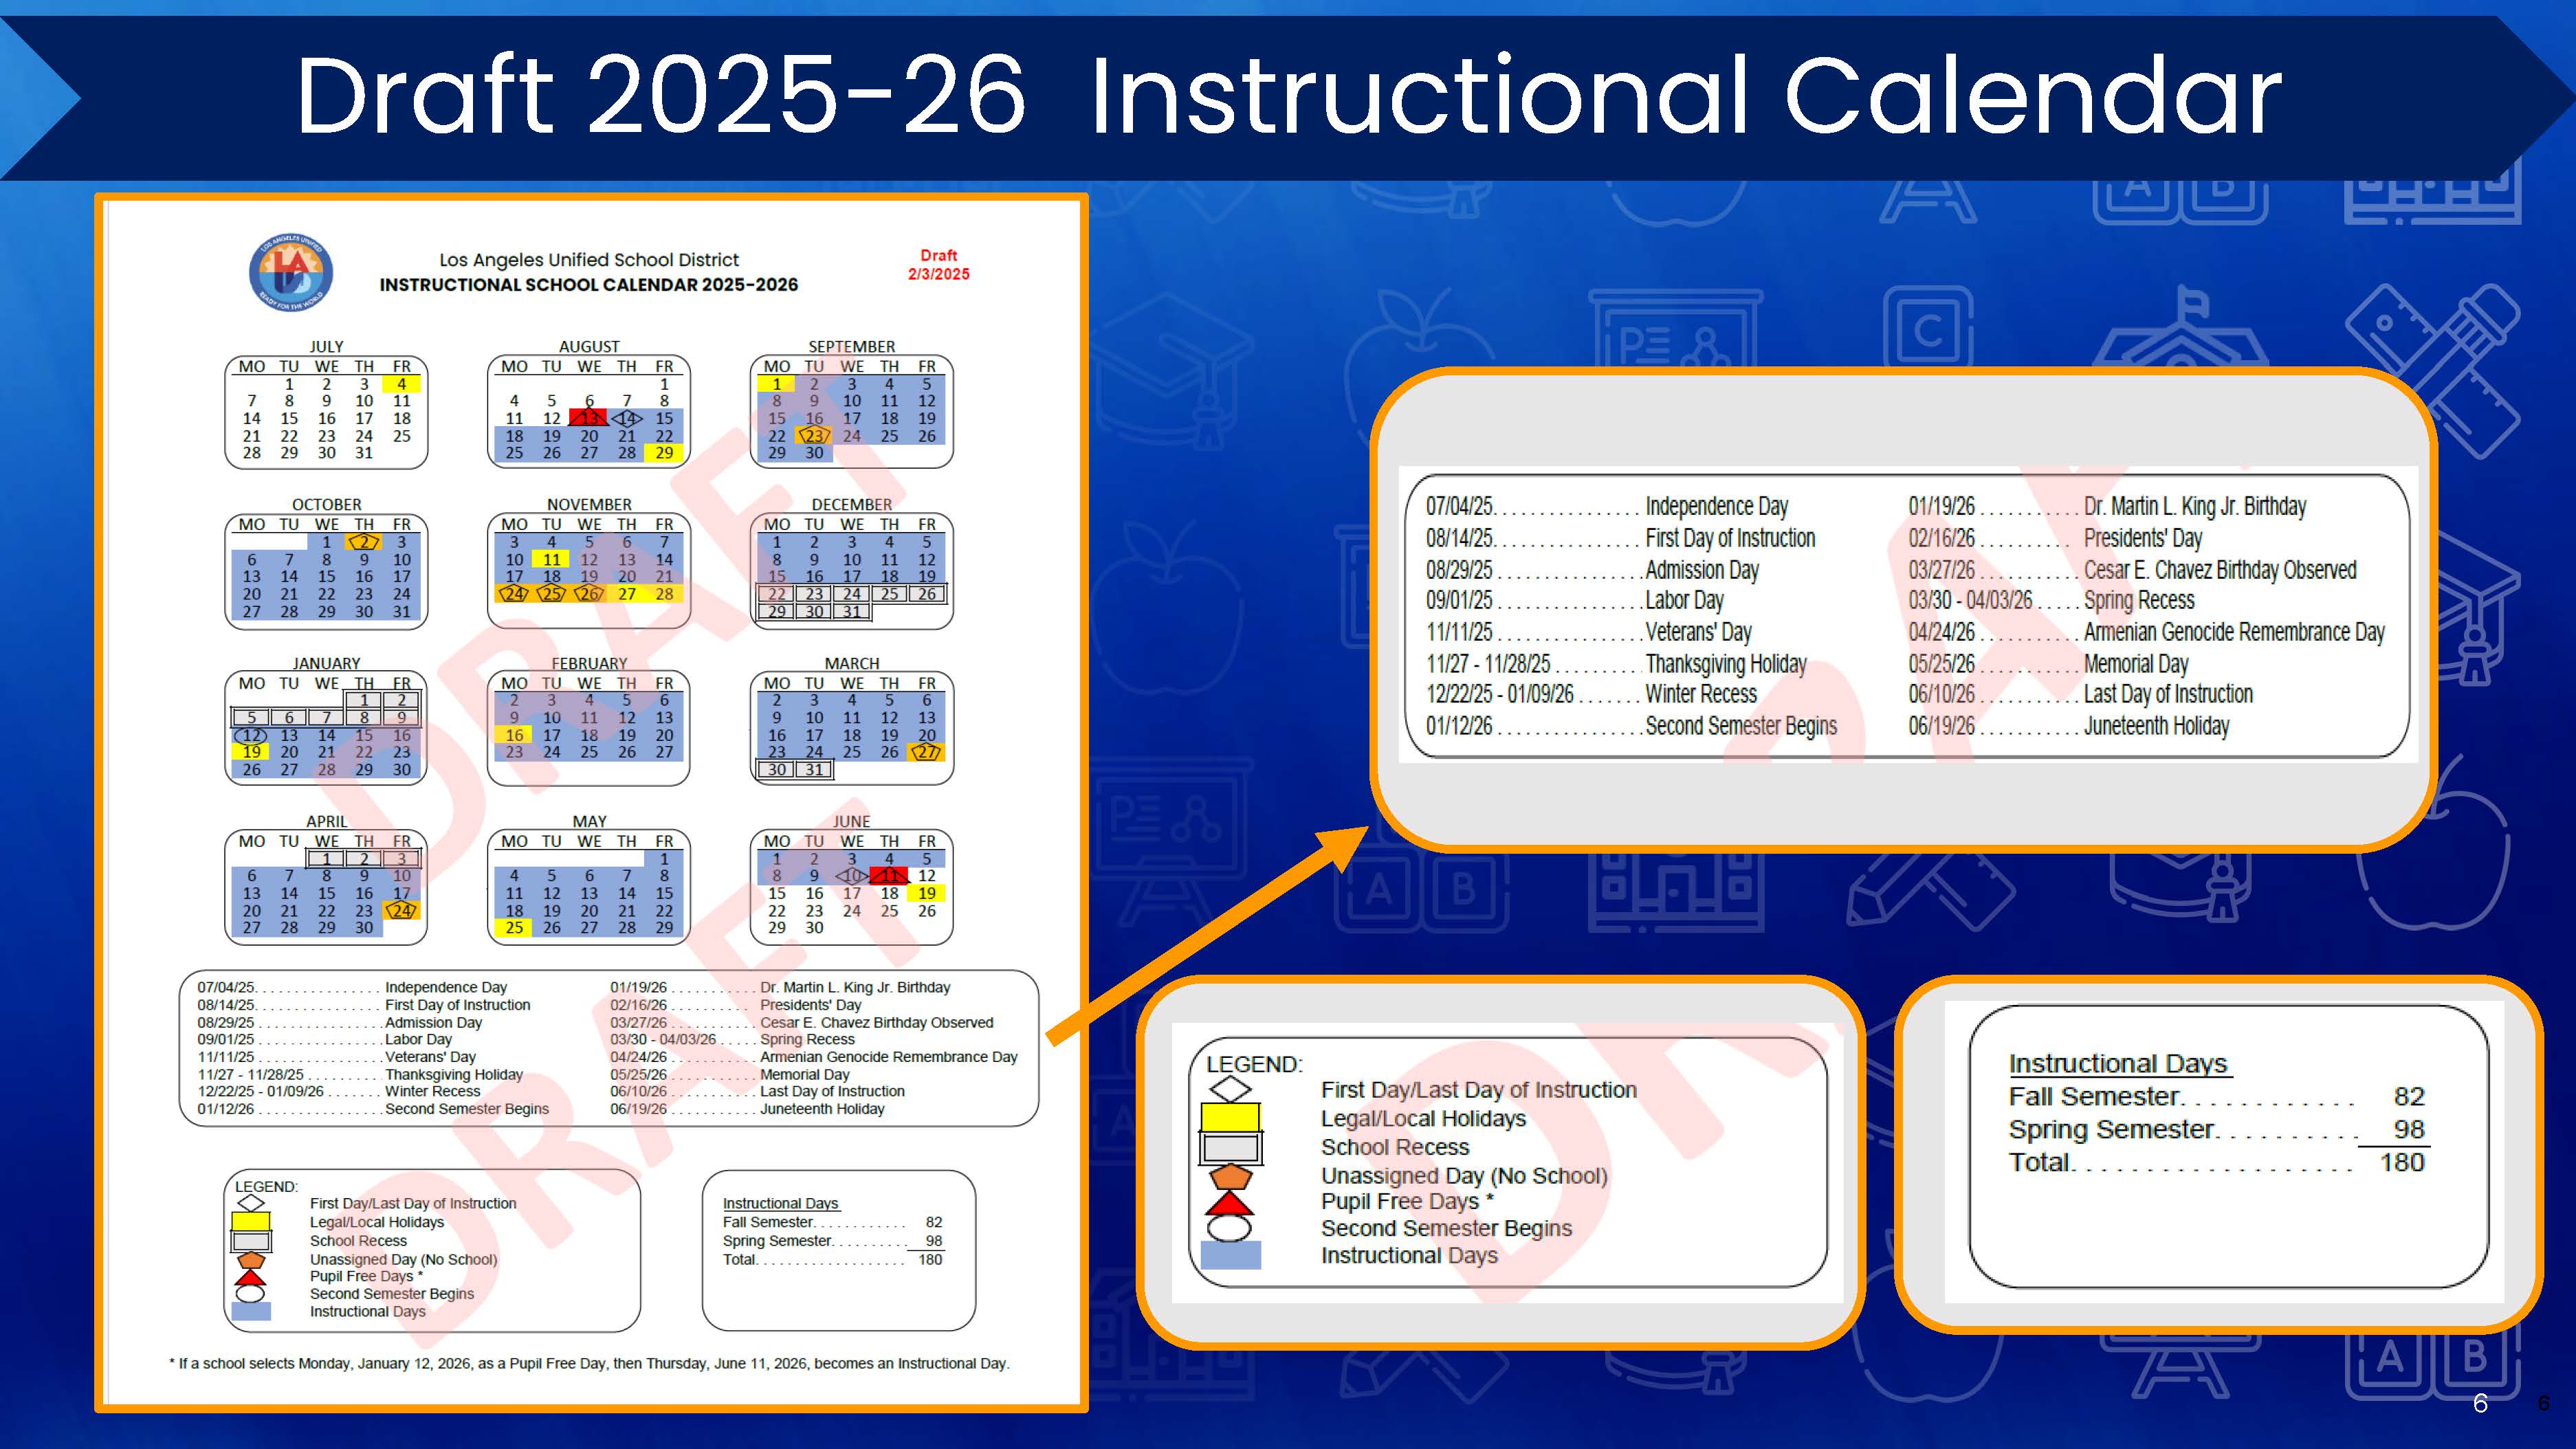 Draft 2025-26 Instructional Calendar
LOS ANGELES UNIFIED
LAUSD
READY FOR THE WORLD
Los Angeles Unified School District
INSTRUCTIONAL SCHOOL CALENDAR 2025-2026
Draft
2/3/2025
JULY
MO TU WE TH FR
1 2 3 4
7 8 9 10 11
14 15 16 17 18
21 22 23 24 25
28 29 30 31
AUGUST
MO TU WE TH FR
1
4 5 6 7 8
11 12 13 14 15
18 19 20 21 22
25 26 27 28 29
SEPTEMBER
MO TU WE TH FR
1 2 3 4 5
8 9 10 11 12
15 16 17 18 19
22 23 24 25 26
29 30
OCTOBER
MO TU WE TH FR
1 2 3
6 7 8 9 10
13 14 15 16 17
20 21 22 23 24
27 28 29 30 31
NOVEMBER
MO TU WE TH FR
3 4 5 6 7
10 11 12 13 14
17 18 19 20 21
24 25 26 27 28
DECEMBER
MO TU WE TH FR
1 2 3 4 5
8 9 10 11 12
15 16 17 18 19
22 23 24 25 26
29 30 31
JANUARY
MO TU WE TH FR
1 2
5 6 7 8 9
12 13 14 15 16
19 20 21 22 23
26 27 28 29 30
FEBRUARY
MO TU WE TH FR
2 3 4 5 6
9 10 11 12 13
16 17 18 19 20
23 24 25 26 27
MARCH
MO TU WE TH FR
2 3 4 5 6
9 10 11 12 13
16 17 18 19 20
23 24 25 26 27
30 31
APRIL
MO TU WE TH FR
1 2 3
6 7 8 9 10
13 14 15 16 17
20 21 22 23 24
27 28 29 30
MAY
MO TU WE TH FR
1
4 5 6 7 8
11 12 13 14 15
18 19 20 21 22
25 26 27 28 29
JUNE
MO TU WE TH FR
1 2 3 4 5
8 9 10 11 12
15 16 17 18 19
22 23 24 25 26
29 30
DRAFT
DRAFT
07/04/25................ Independence Day
08/14/25................ First Day of Instruction
08/29/25................ Admission Day
09/01/25................ Labor Day
11/11/25................ Veterans' Day
11/27 - 11/28/25......... Thanksgiving Holiday
12/22/25 - 01/09/26....... Winter Recess
01/12/26................ Second Semester Begins
01/19/26........... Dr. Martin L. King Jr. Birthday
02/16/26.......... Presidents' Day
03/27/26........... Cesar E. Chavez Birthday Observed
03/30 - 04/03/26..... Spring Recess
04/24/26........... Armenian Genocide Remembrance Day
05/25/26........... Memorial Day
06/10/26........... Last Day of Instruction
06/19/26........... Juneteenth Holiday
LEGEND:
First Day/Last Day of Instruction
Legal/Local Holidays
School Recess
Unassigned Day (No School)
Pupil Free Days *
Second Semester Begins
Instructional Days
Instructional Days
Fall Semester............ 82
Spring Semester.......... 98
Total................... 180
* If a school selects Monday, January 12, 2026, as a Pupil Free Day, then Thursday, June 11, 2026, becomes an Instructional Day.
07/04/25................ Independence Day
08/14/25................ First Day of Instruction
08/29/25................ Admission Day
09/01/25................ Labor Day
11/11/25................ Veterans' Day
11/27 - 11/28/25......... Thanksgiving Holiday
12/22/25 - 01/09/26....... Winter Recess
01/12/26................ Second Semester Begins
01/19/26........... Dr. Martin L. King Jr. Birthday
02/16/26.......... Presidents' Day
03/27/26........... Cesar E. Chavez Birthday Observed
03/30 - 04/03/26..... Spring Recess
04/24/26........... Armenian Genocide Remembrance Day
05/25/26........... Memorial Day
06/10/26........... Last Day of Instruction
06/19/26........... Juneteenth Holiday
LEGEND:
First Day/Last Day of Instruction
Legal/Local Holidays
School Recess
Unassigned Day (No School)
Pupil Free Days *
Second Semester Begins
Instructional Days
Instructional Days
Fall Semester............ 82
Spring Semester.......... 98
Total................... 180
6
6